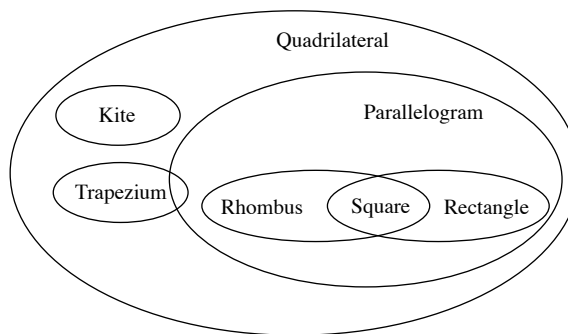 Quadrilateral
Kite
Parallelogram
Trapezium
Rhombus
Square
Rectangle